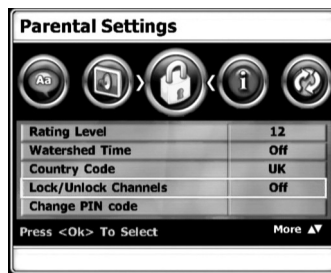 Parental Settings
Aa
i
Rating Level 12
Watershed Time Off
Country Code UK
Lock/Unlock Channels Off
Change PIN code
Press <Ok> To Select More ▲▼